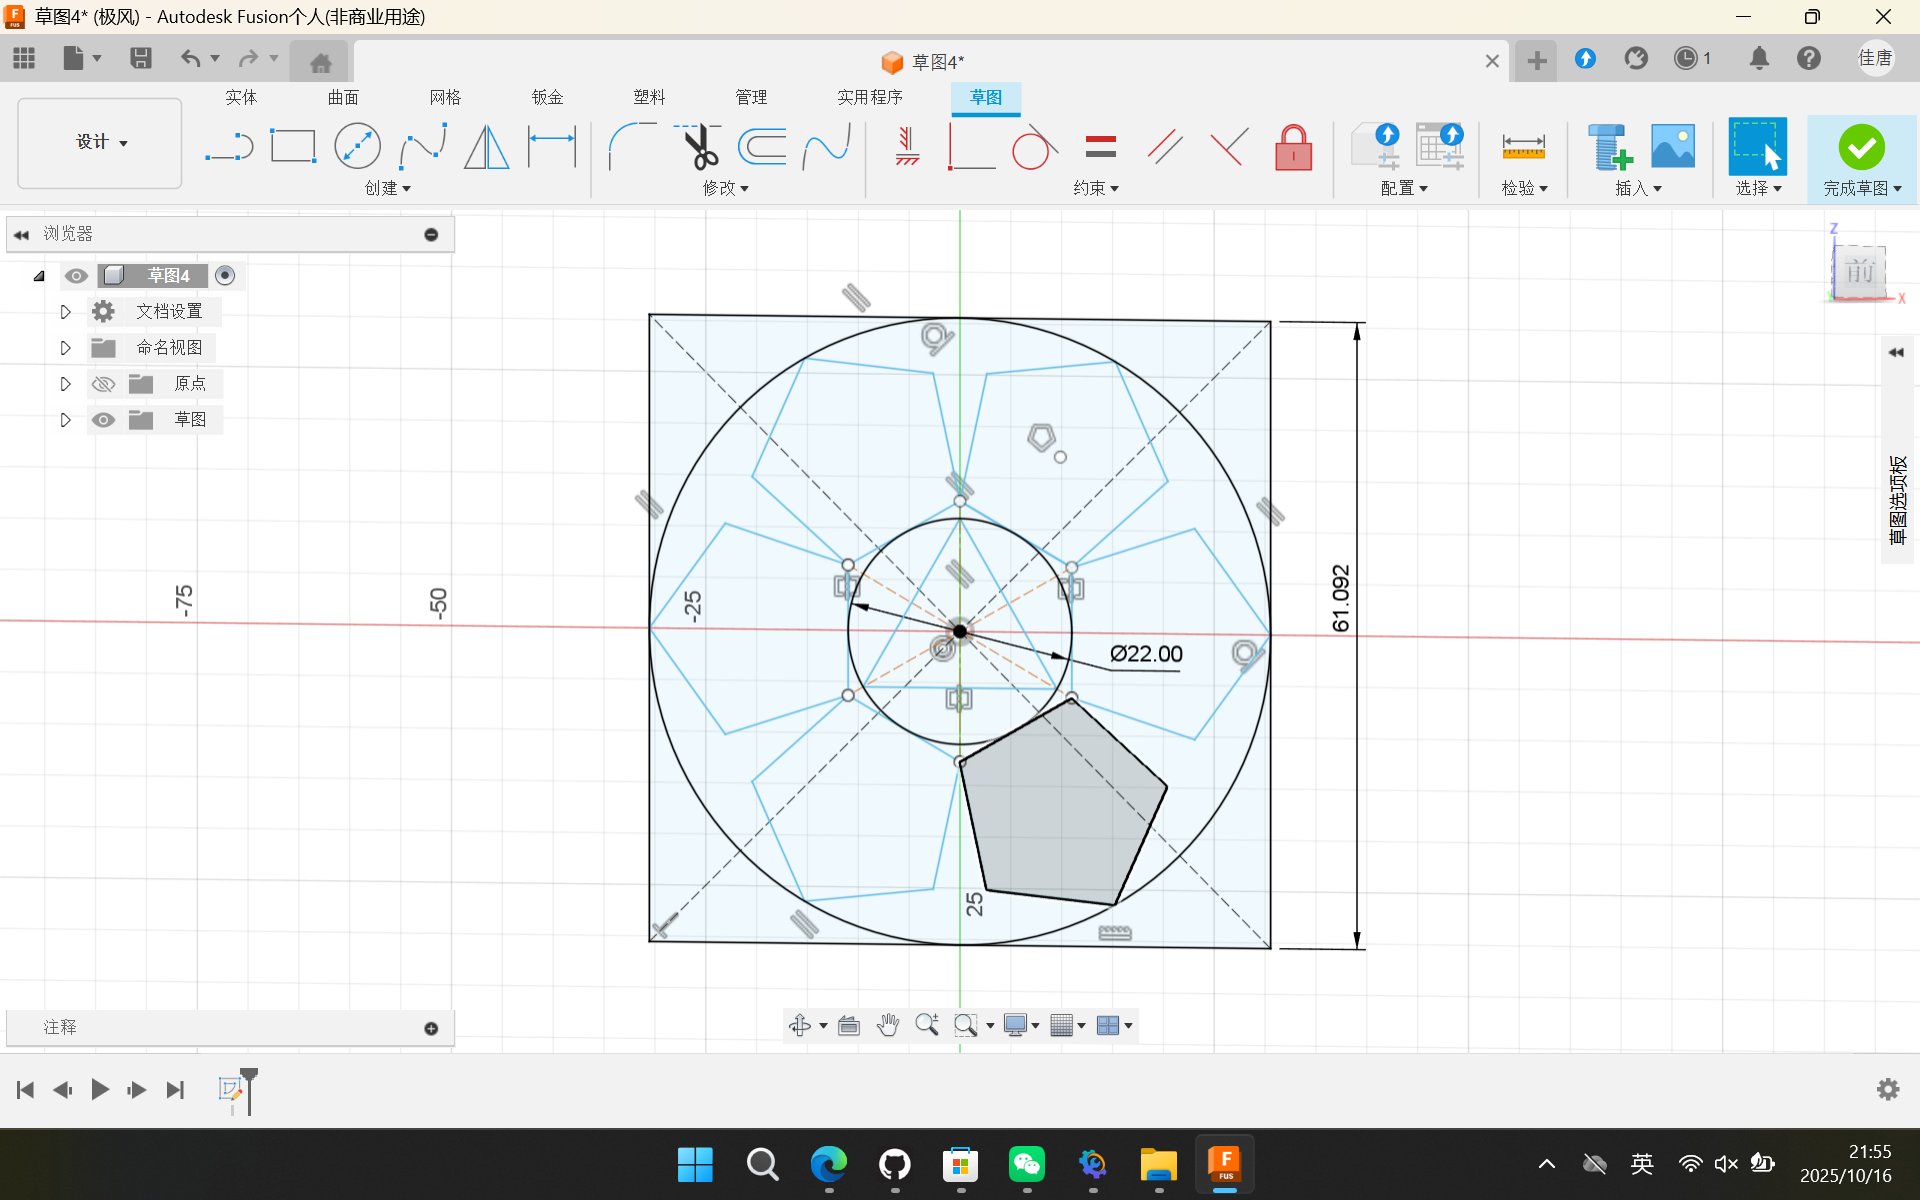 草图4* (极风) - Autodesk Fusion个人(非商业用途)
草图4*
1
佳唐
设计
实体
曲面
网格
钣金
塑料
管理
实用程序
草图
创建
修改
约束
配置
检验
插入
选择
完成草图
浏览器
草图4
文档设置
命名视图
原点
草图
Z
前
X
草图选项板
-75
-50
-25
25
Ø22.00
61.092
注释
FUS
英
21:55
2025/10/16